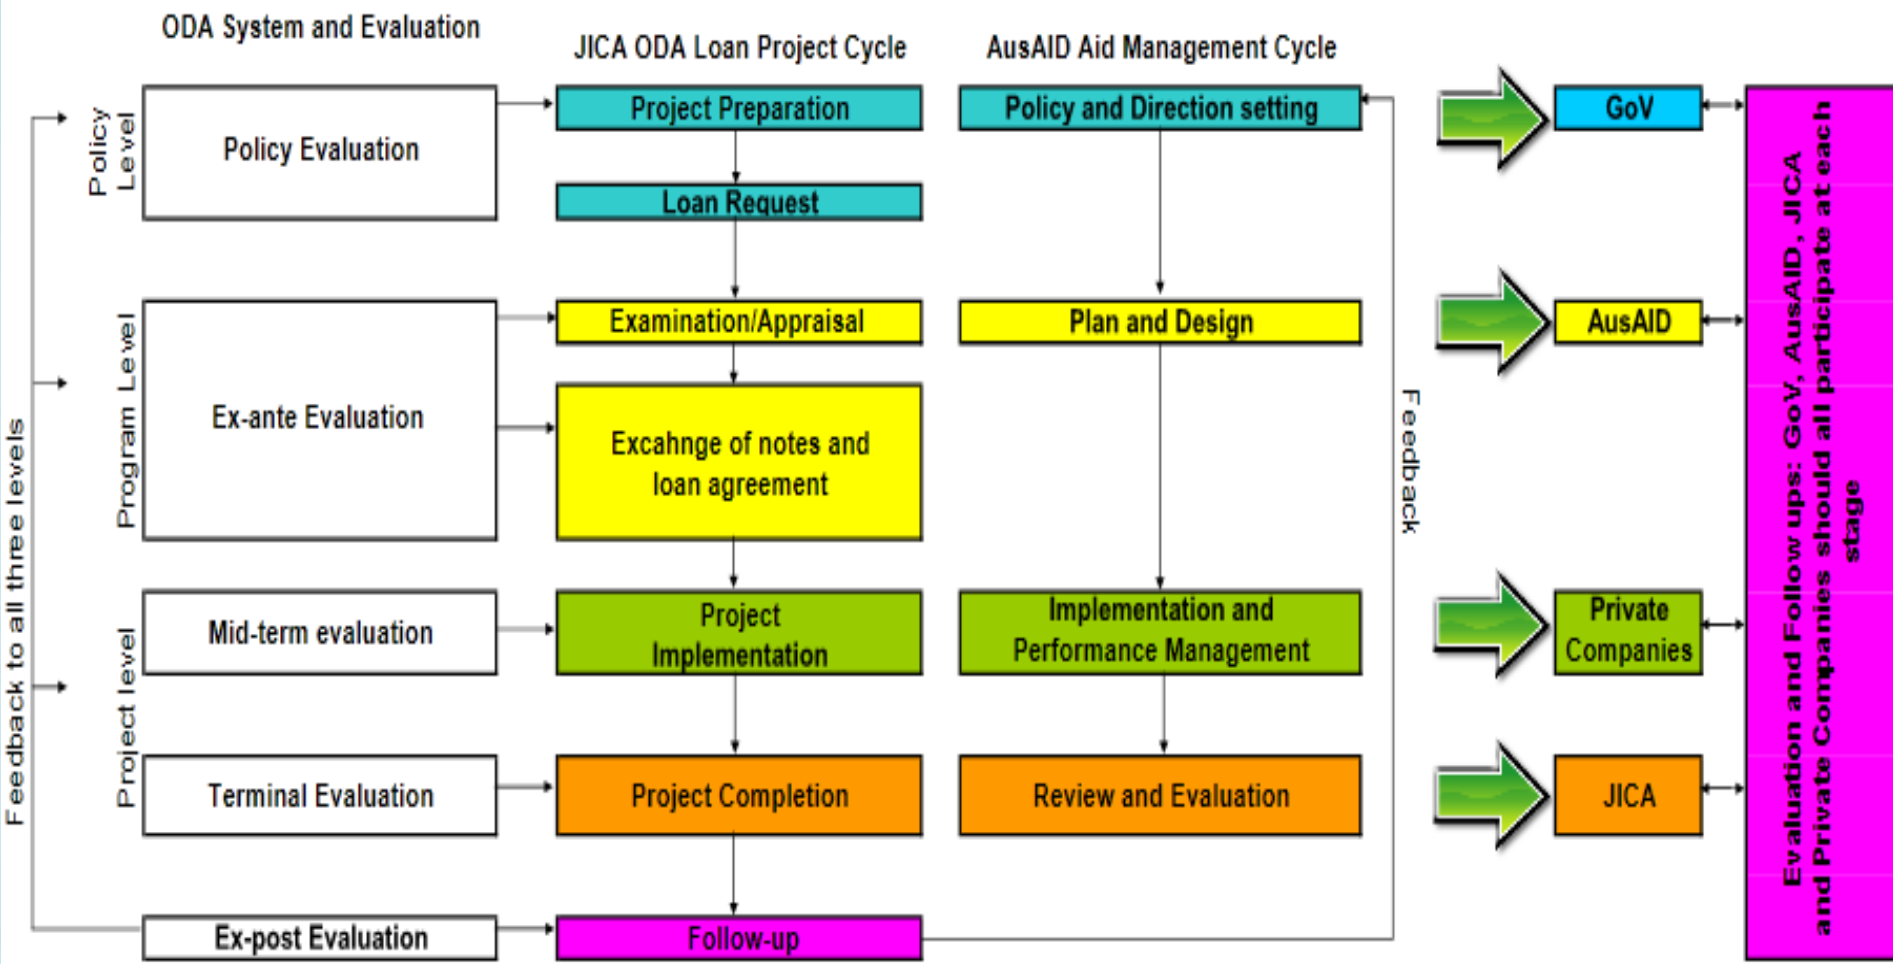 ODA System and Evaluation
JICA ODA Loan Project Cycle
AusAID Aid Management Cycle
Feedback to all three levels
Policy
Level
Program Level
Project level
Policy Evaluation
Ex-ante Evaluation
Mid-term evaluation
Terminal Evaluation
Ex-post Evaluation
Project Preparation
Loan Request
Examination/Appraisal
Excahnge of notes and
loan agreement
Project
Implementation
Project Completion
Follow-up
Policy and Direction setting
Plan and Design
Implementation and
Performance Management
Review and Evaluation
Feedback
GoV
AusAID
Private
Companies
JICA
Evaluation and Follow ups: GoV, AusAID, JICA
and Private Companies should all participate at each
stage